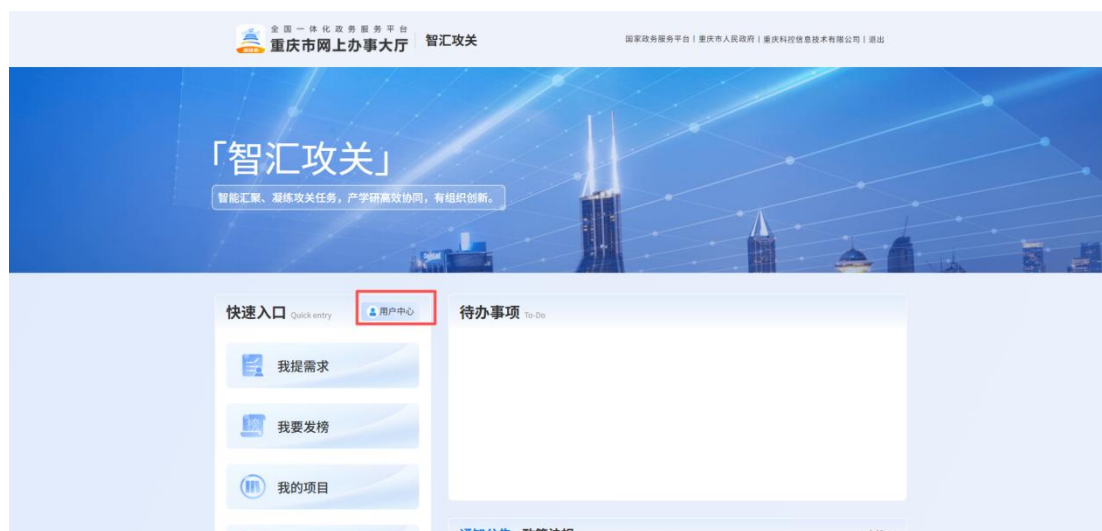 全国一体化政务服务平台
重庆市网上办事大厅 智汇攻关
国家政务服务平台 | 重庆市人民政府 | 重庆科控信息技术有限公司 | 退出
「智汇攻关」
智能汇聚、凝练攻关任务，产学研高效协同，有组织创新。
快速入口 Quick entry
用户中心
待办事项 To-Do
我提需求
我要发榜
我的项目